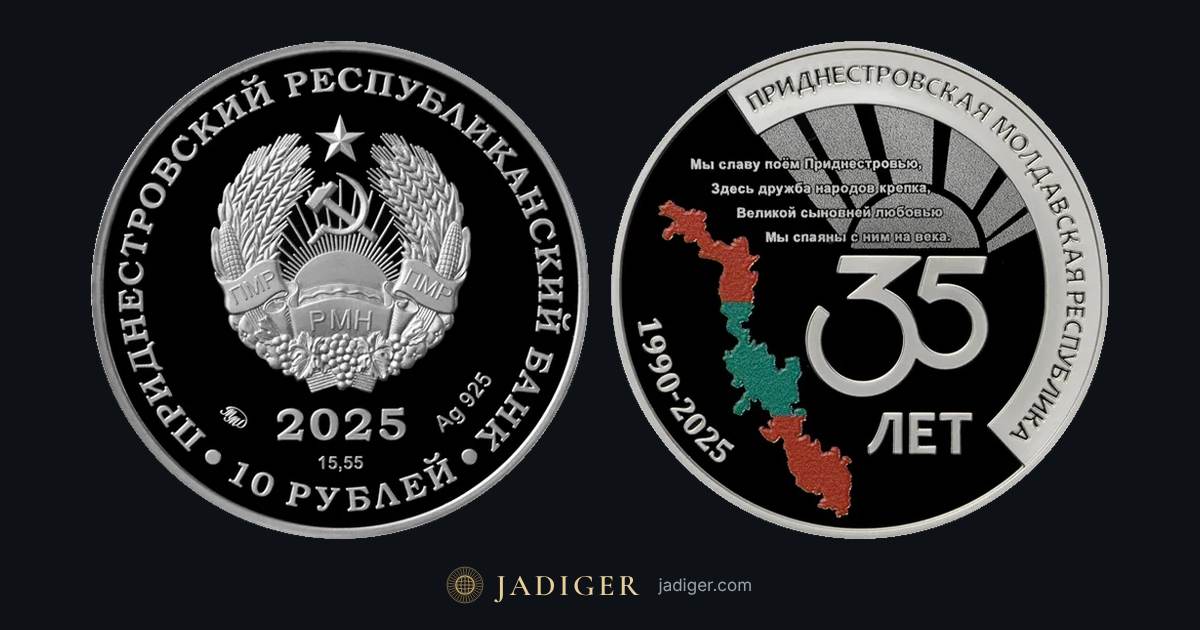 ПРИДНЕСТРОВСКИЙ РЕСПУБЛИКАНСКИЙ БАНК
ПМР
ПМР
РМН
2025
Ag 925
15,55
• 10 РУБЛЕЙ •
ПРИДНЕСТРОВСКАЯ МОЛДАВСКАЯ РЕСПУБЛИКА
Мы славу поём Приднестровью,
Здесь дружба народов крепка,
Великой сыновней любовью
Мы спаяны с ним на века.
35
ЛЕТ
1990-2025
JADIGER
jadiger.com